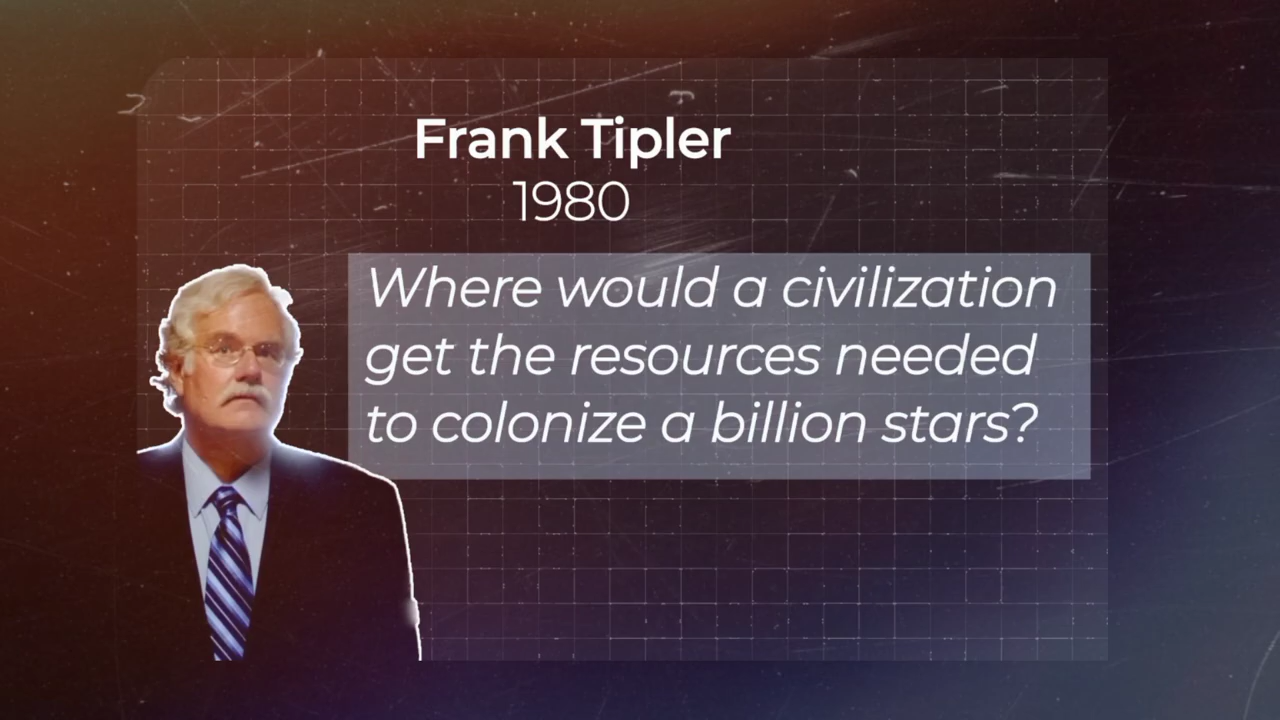 Frank Tipler
1980
Where would a civilization
get the resources needed
to colonize a billion stars?